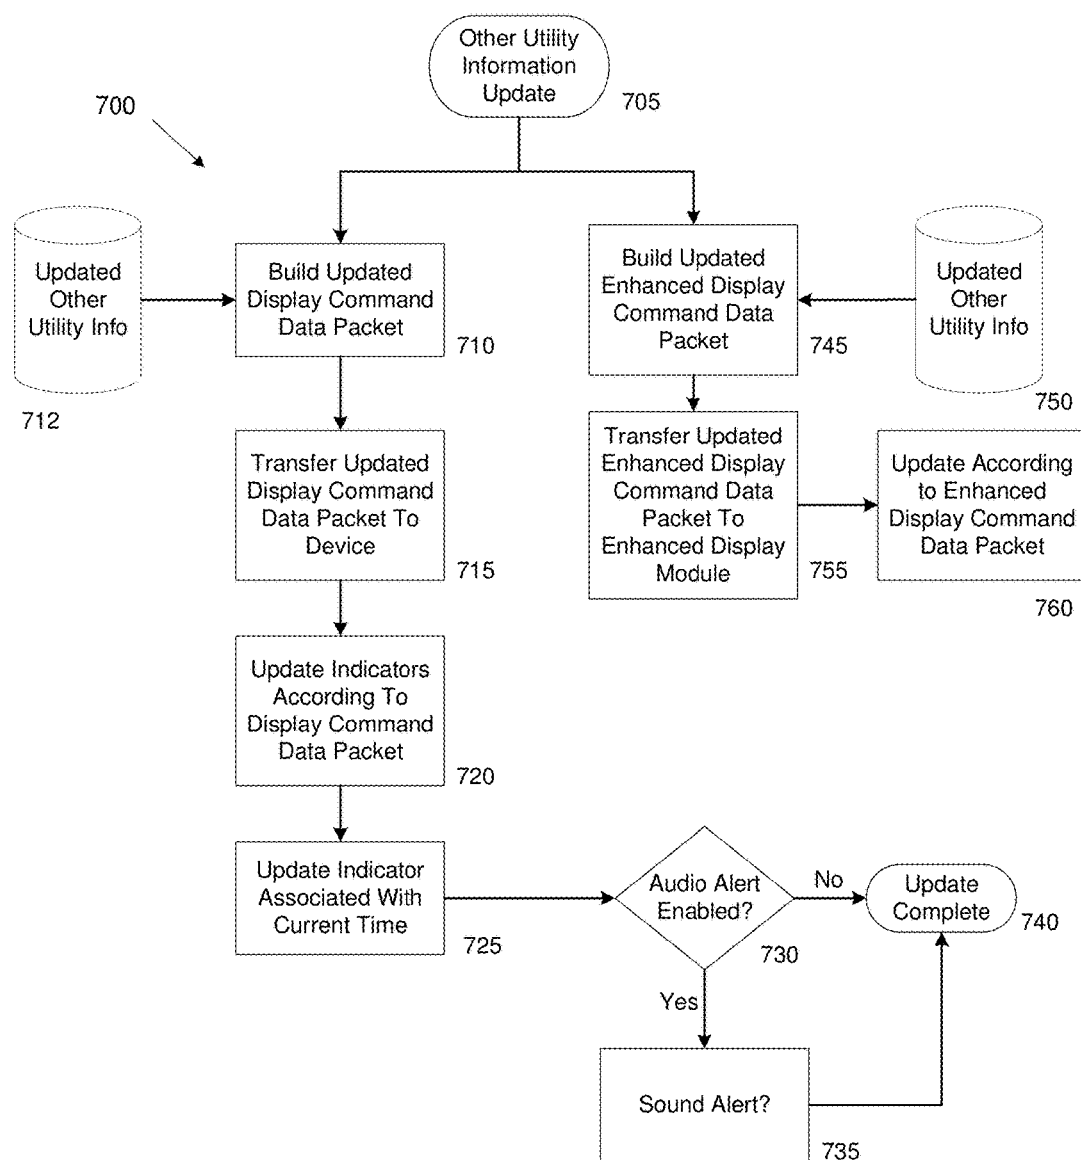 Other Utility
Information
Update
705
700
Updated
Other
Utility Info
712
Build Updated
Display Command
Data Packet
710
Build Updated
Enhanced Display
Command Data
Packet
745
Updated
Other
Utility Info
750
Transfer Updated
Display Command
Data Packet To
Device
715
Transfer Updated
Enhanced Display
Command Data
Packet To
Enhanced Display
Module
755
Update According
to Enhanced
Display Command
Data Packet
760
Update Indicators
According To
Display Command
Data Packet
720
Update Indicator
Associated With
Current Time
725
Audio Alert
Enabled?
730
No
Update
Complete
740
Yes
Sound Alert?
735